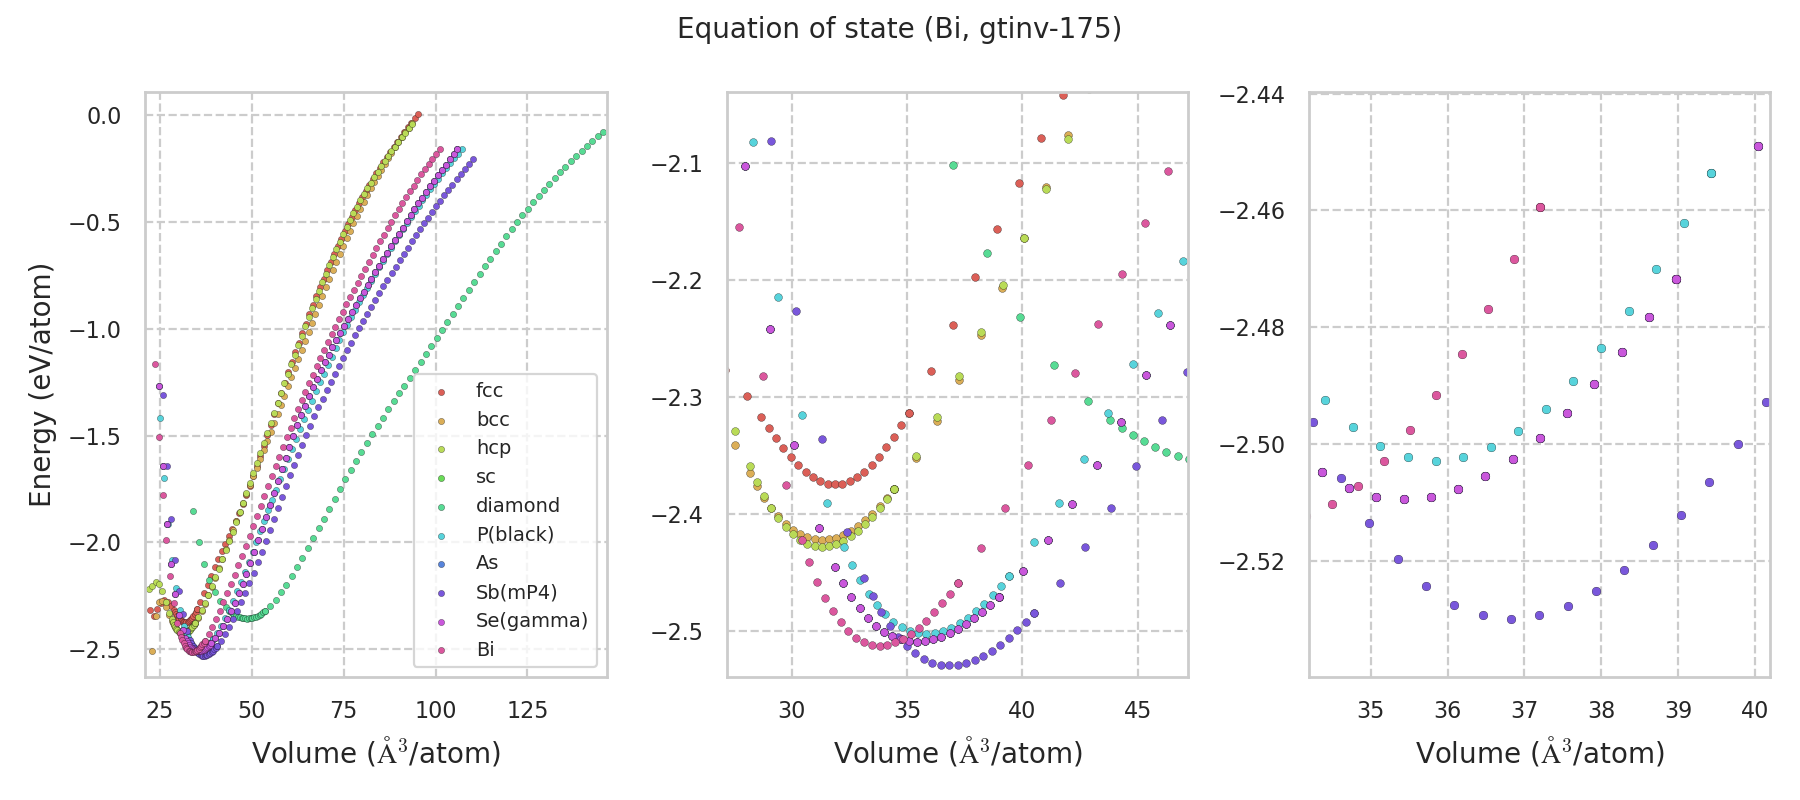 Equation of state (Bi, gtinv-175)
Energy (eV/atom)
0.0
−0.5
−1.0
−1.5
−2.0
−2.5
25 50 75 100 125
Volume (Å³/atom)
fcc
bcc
hcp
sc
diamond
P(black)
As
Sb(mP4)
Se(gamma)
Bi
−2.1
−2.2
−2.3
−2.4
−2.5
30 35 40 45
Volume (Å³/atom)
−2.44
−2.46
−2.48
−2.50
−2.52
35 36 37 38 39 40
Volume (Å³/atom)